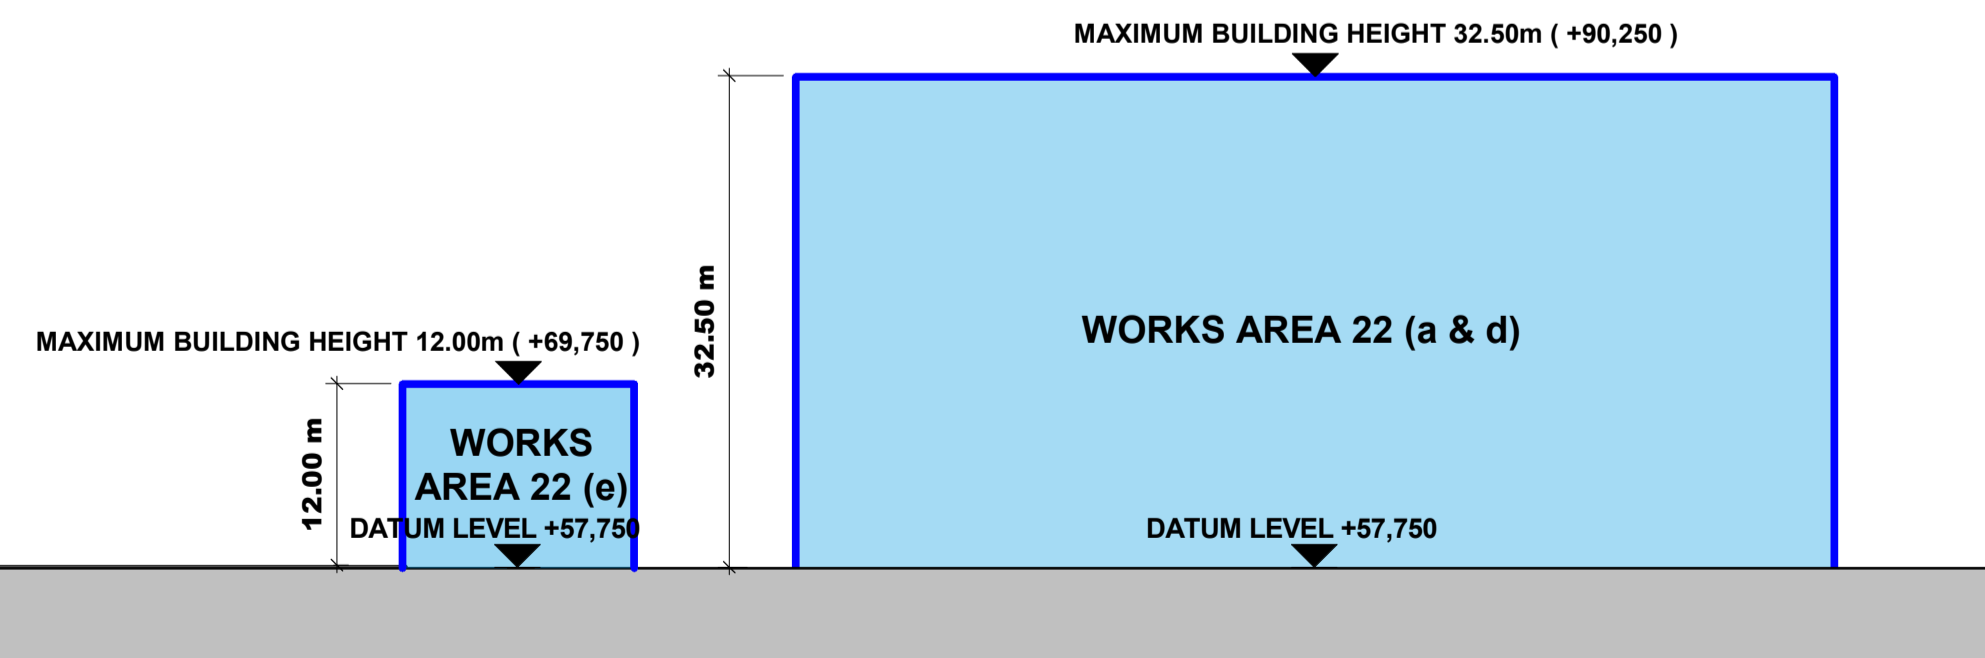 MAXIMUM BUILDING HEIGHT 32.50m ( +90,250 )
32.50 m
WORKS AREA 22 (a & d)
DATUM LEVEL +57,750
MAXIMUM BUILDING HEIGHT 12.00m ( +69,750 )
12.00 m
WORKS
AREA 22 (e)
DATUM LEVEL +57,750